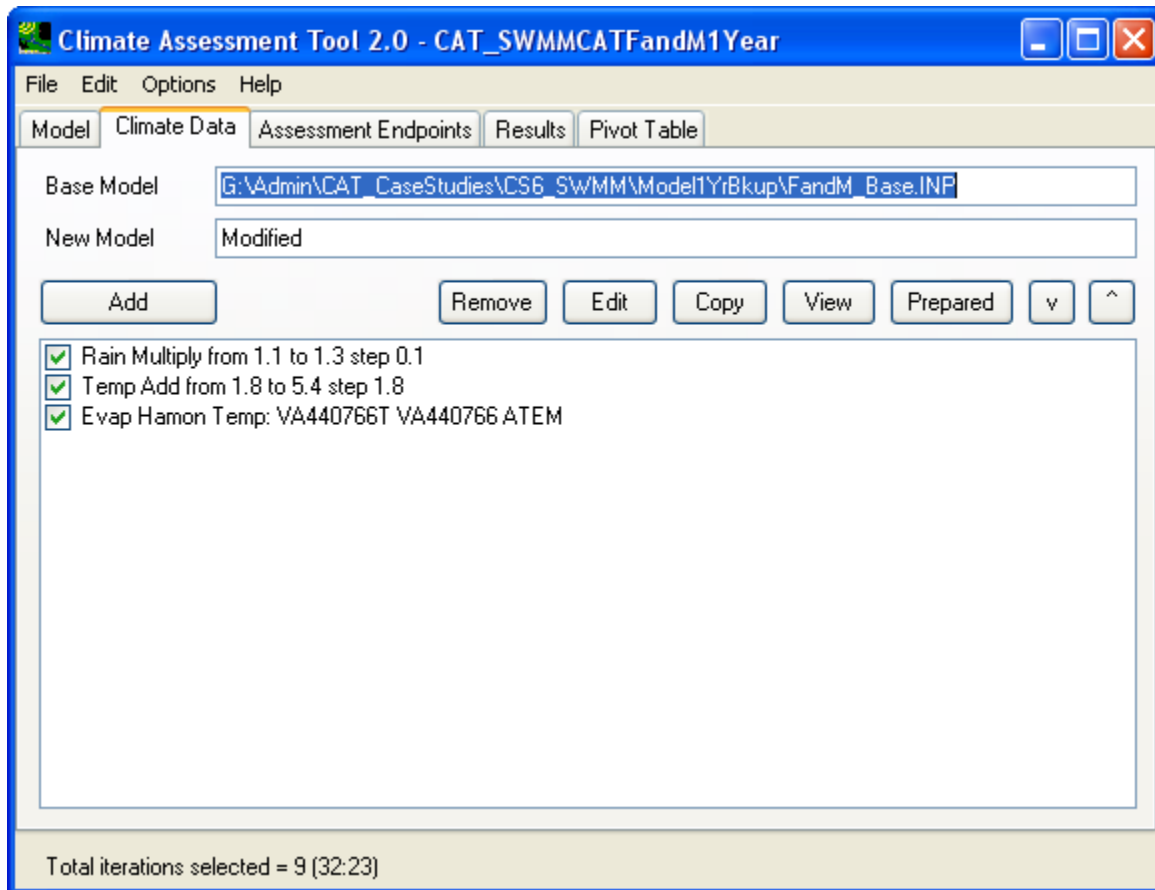 Climate Assessment Tool 2.0 - CAT_SWMMCATFandM1Year
File Edit Options Help
Model Climate Data Assessment Endpoints Results Pivot Table
Base Model G:\Admin\CAT_CaseStudies\CS6_SWMM\Model1YrBkup\FandM_Base.INP
New Model Modified
Add Remove Edit Copy View Prepared v ^
Rain Multiply from 1.1 to 1.3 step 0.1
Temp Add from 1.8 to 5.4 step 1.8
Evap Hamon Temp: VA440766T VA440766 ATEM
Total iterations selected = 9 (32:23)